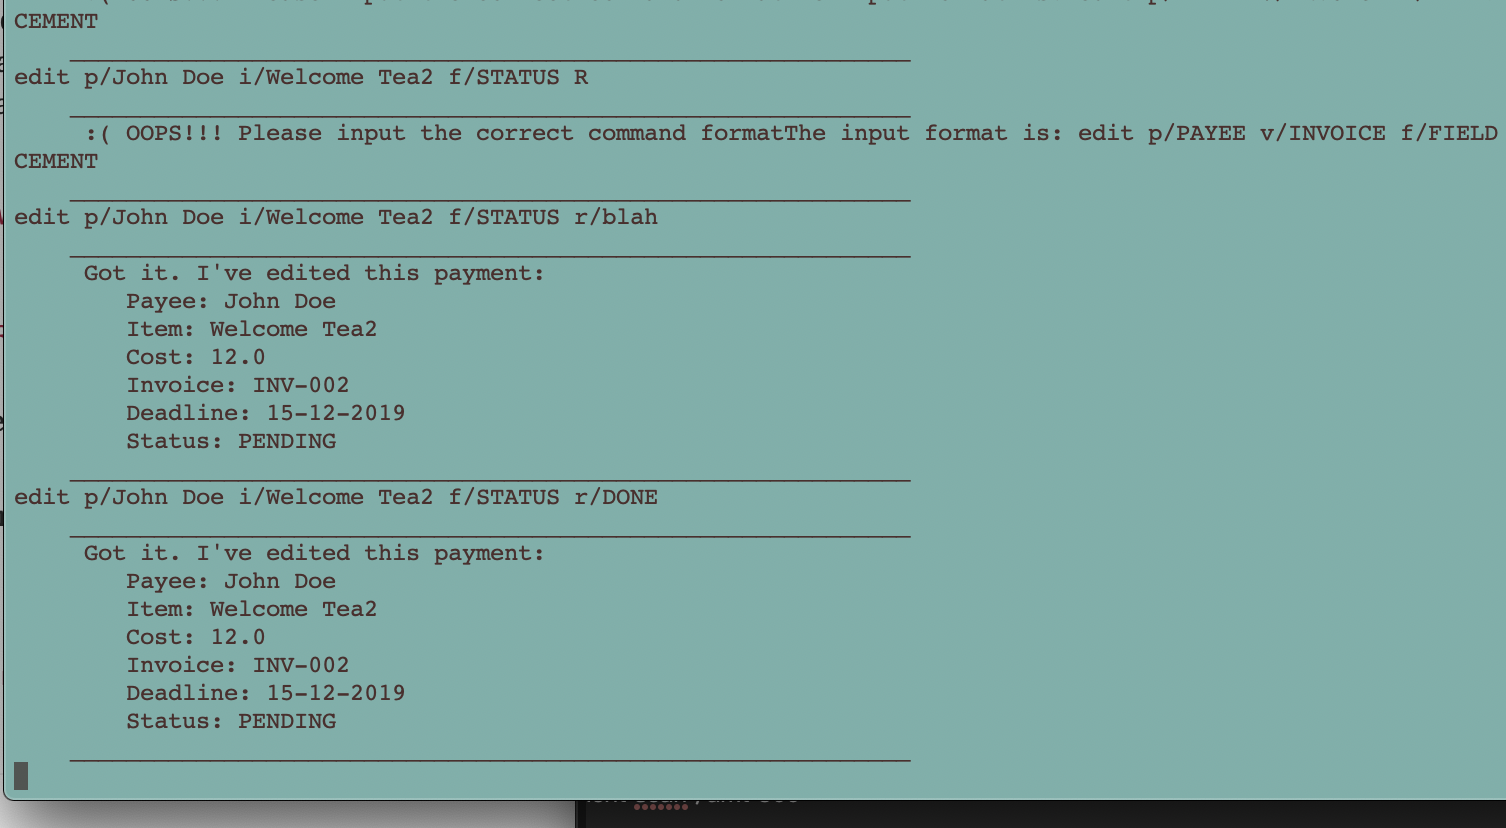 CEMENT
edit p/John Doe i/Welcome Tea2 f/STATUS R
:( OOPS!!! Please input the correct command formatThe input format is: edit p/PAYEE v/INVOICE f/FIELD
CEMENT
edit p/John Doe i/Welcome Tea2 f/STATUS r/blah
Got it. I've edited this payment:
Payee: John Doe
Item: Welcome Tea2
Cost: 12.0
Invoice: INV-002
Deadline: 15-12-2019
Status: PENDING
edit p/John Doe i/Welcome Tea2 f/STATUS r/DONE
Got it. I've edited this payment:
Payee: John Doe
Item: Welcome Tea2
Cost: 12.0
Invoice: INV-002
Deadline: 15-12-2019
Status: PENDING